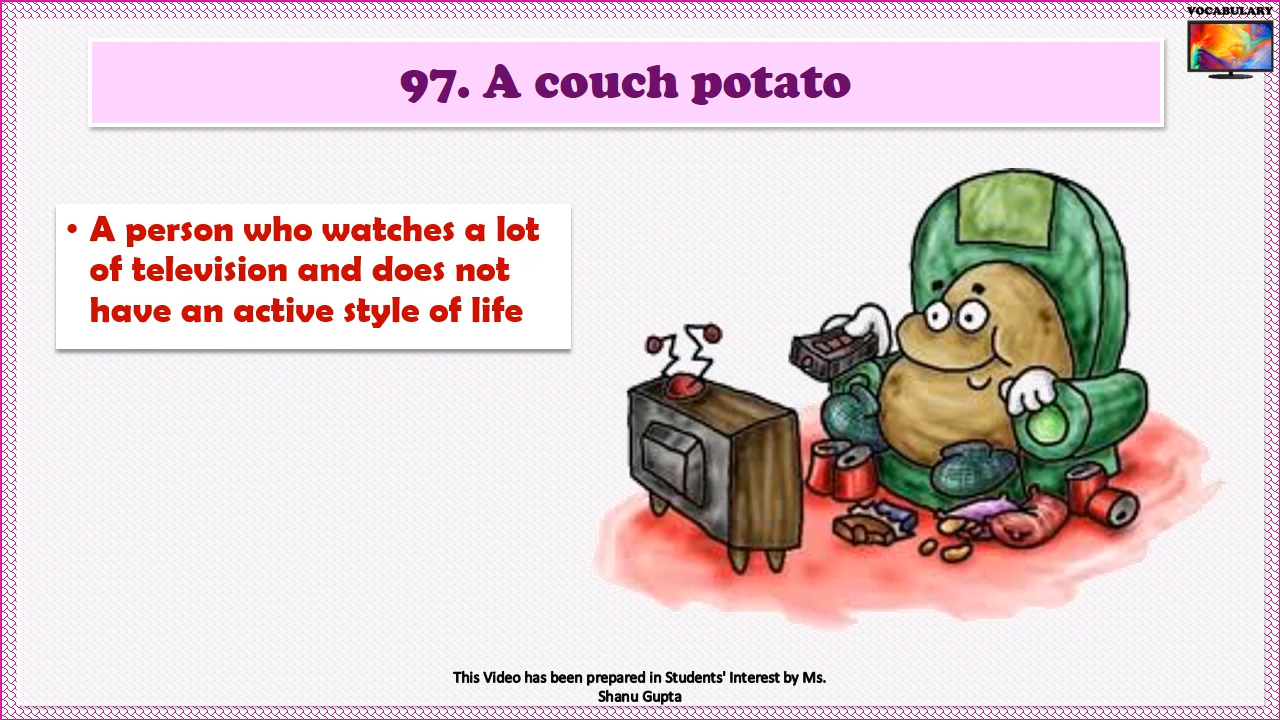 VOCABULARY
97. A couch potato
• A person who watches a lot
of television and does not
have an active style of life
This Video has been prepared in Students' Interest by Ms.
Shanu Gupta